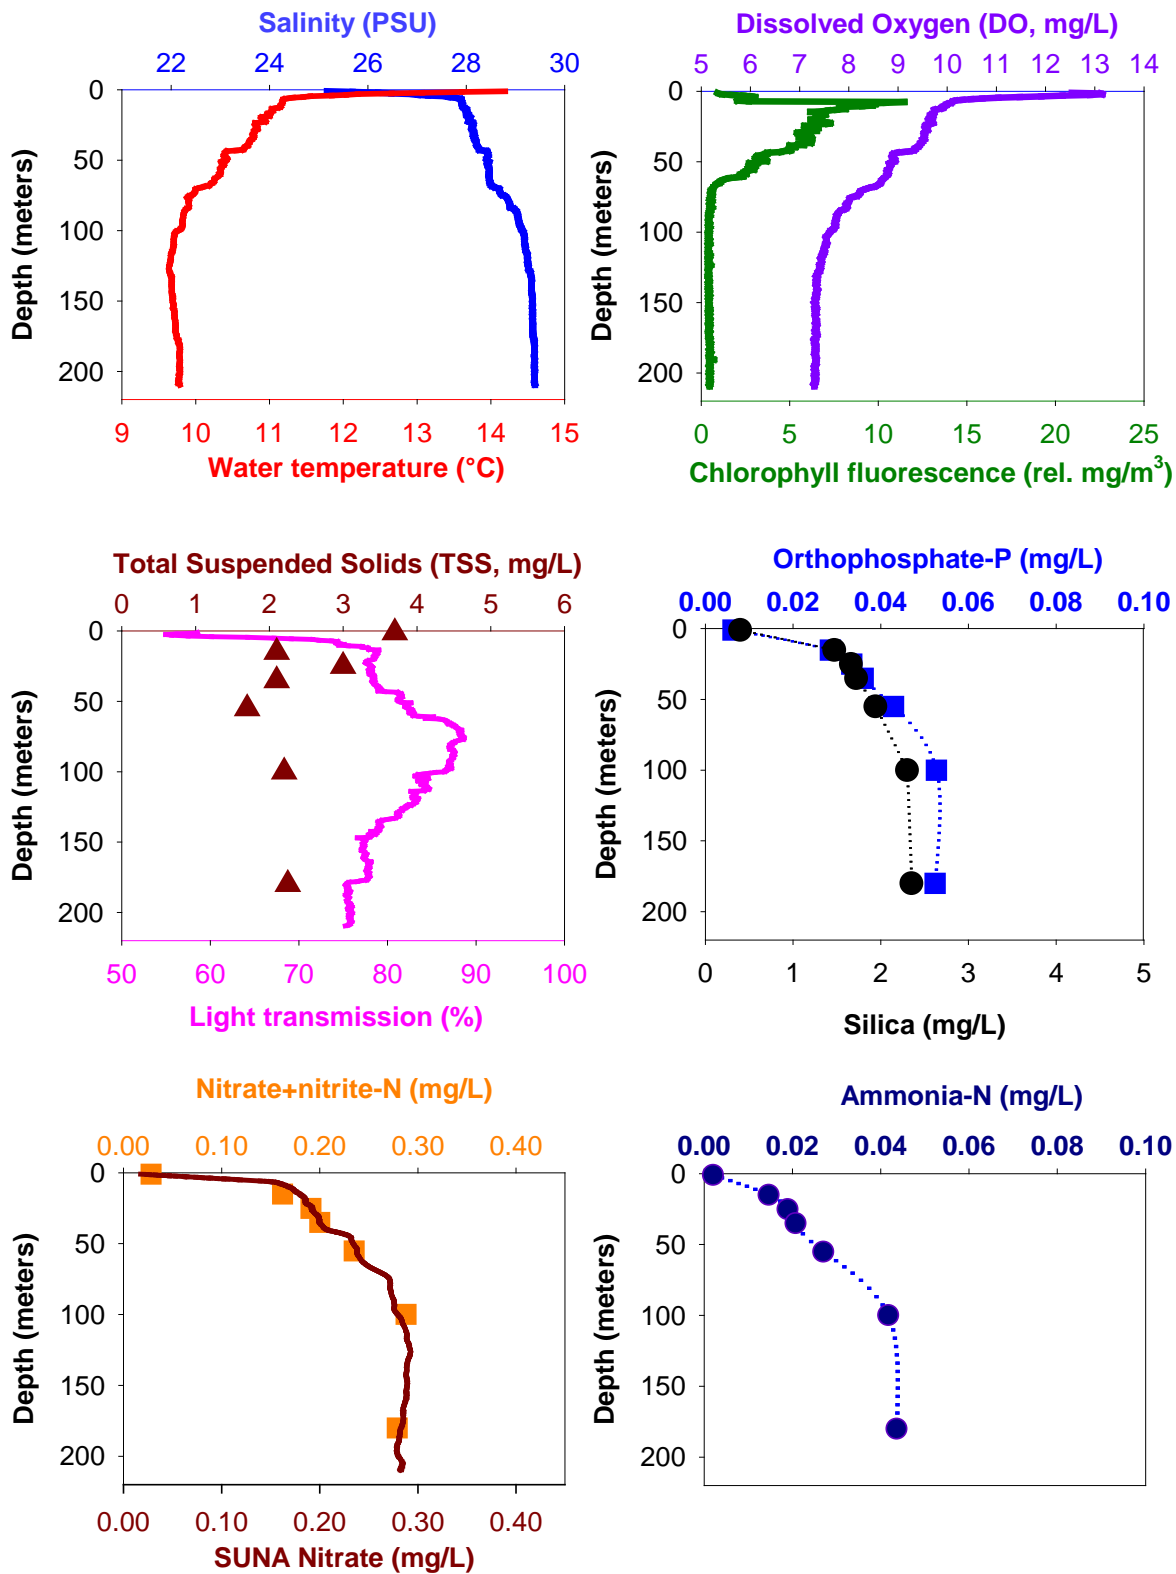 Salinity (PSU)
22 24 26 28 30
0
50
100
150
200
Depth (meters)
9 10 11 12 13 14 15
Water temperature (°C)
Dissolved Oxygen (DO, mg/L)
5 6 7 8 9 10 11 12 13 14
0
50
100
150
200
Depth (meters)
0 5 10 15 20 25
Chlorophyll fluorescence (rel. mg/m³)
Total Suspended Solids (TSS, mg/L)
0 1 2 3 4 5 6
0
50
100
150
200
Depth (meters)
50 60 70 80 90 100
Light transmission (%)
Orthophosphate-P (mg/L)
0.00 0.02 0.04 0.06 0.08 0.10
0
50
100
150
200
Depth (meters)
0 1 2 3 4 5
Silica (mg/L)
Nitrate+nitrite-N (mg/L)
0.00 0.10 0.20 0.30 0.40
0
50
100
150
200
Depth (meters)
0.00 0.10 0.20 0.30 0.40
SUNA Nitrate (mg/L)
Ammonia-N (mg/L)
0.00 0.02 0.04 0.06 0.08 0.10
0
50
100
150
200
Depth (meters)